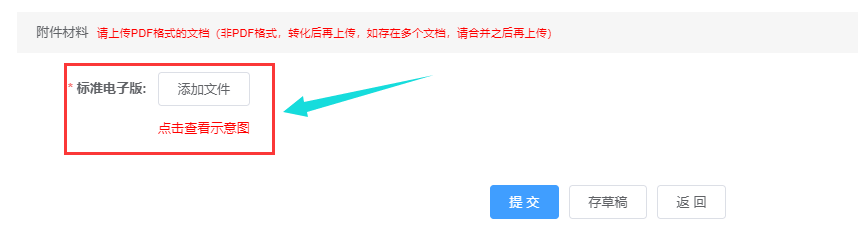 附件材料 请上传PDF格式的文档（非PDF格式，转化后再上传，如存在多个文档，请合并之后再上传）
* 标准电子版: 添加文件
点击查看示意图
提 交 存草稿 返 回